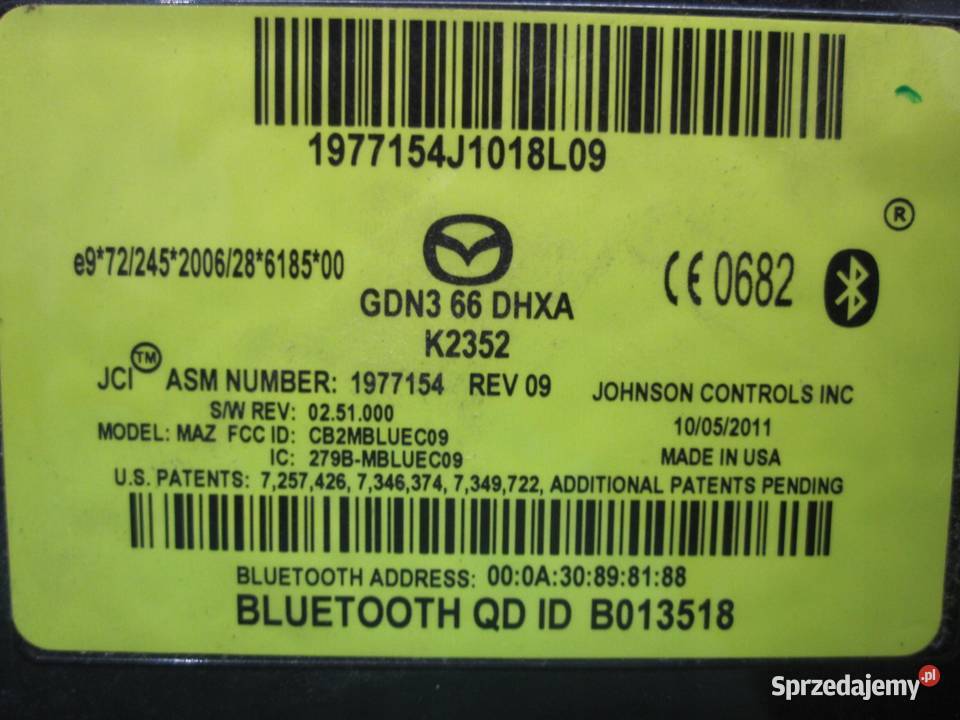 1977154J1018L09
®
e9*72/245*2006/28*6185*00
CE 0682
GDN3 66 DHXA
K2352
JCI™ ASM NUMBER: 1977154 REV 09
JOHNSON CONTROLS INC
S/W REV: 02.51.000
10/05/2011
MODEL: MAZ FCC ID: CB2MBLUEC09
IC: 279B-MBLUEC09
MADE IN USA
U.S. PATENTS: 7,257,426, 7,346,374, 7,349,722, ADDITIONAL PATENTS PENDING
BLUETOOTH ADDRESS: 00:0A:30:89:81:88
BLUETOOTH QD ID B013518
Sprzedajemy.pl